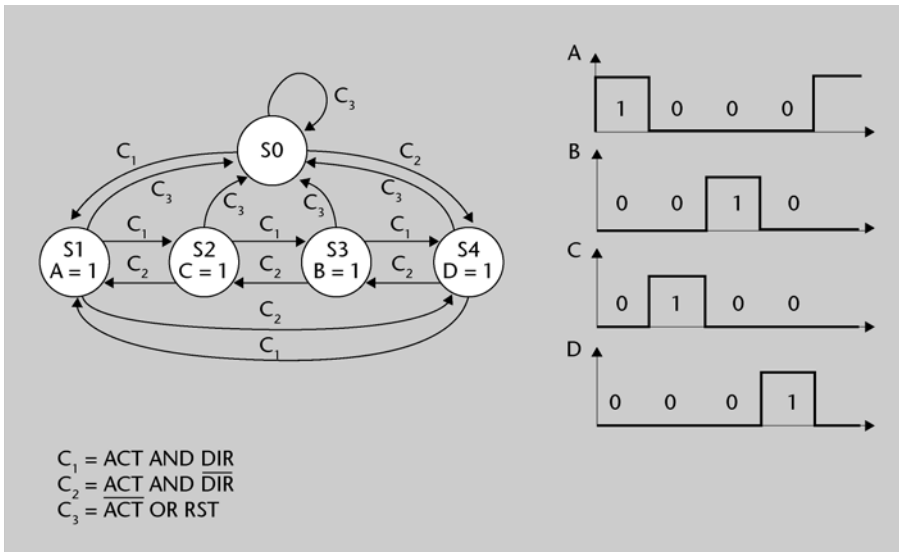 C₃
S0
C₁
C₃
C₃
C₃
C₃
C₂
S1
A = 1
C₁
C₂
S2
C = 1
C₁
C₂
S3
B = 1
C₁
C₂
S4
D = 1
C₂
C₁
C₁ = ACT AND DIR
C₂ = ACT AND D̅I̅R̅
C₃ = A̅C̅T̅ OR RST
A
1 0 0 0
B
0 0 1 0
C
0 1 0 0
D
0 0 0 1